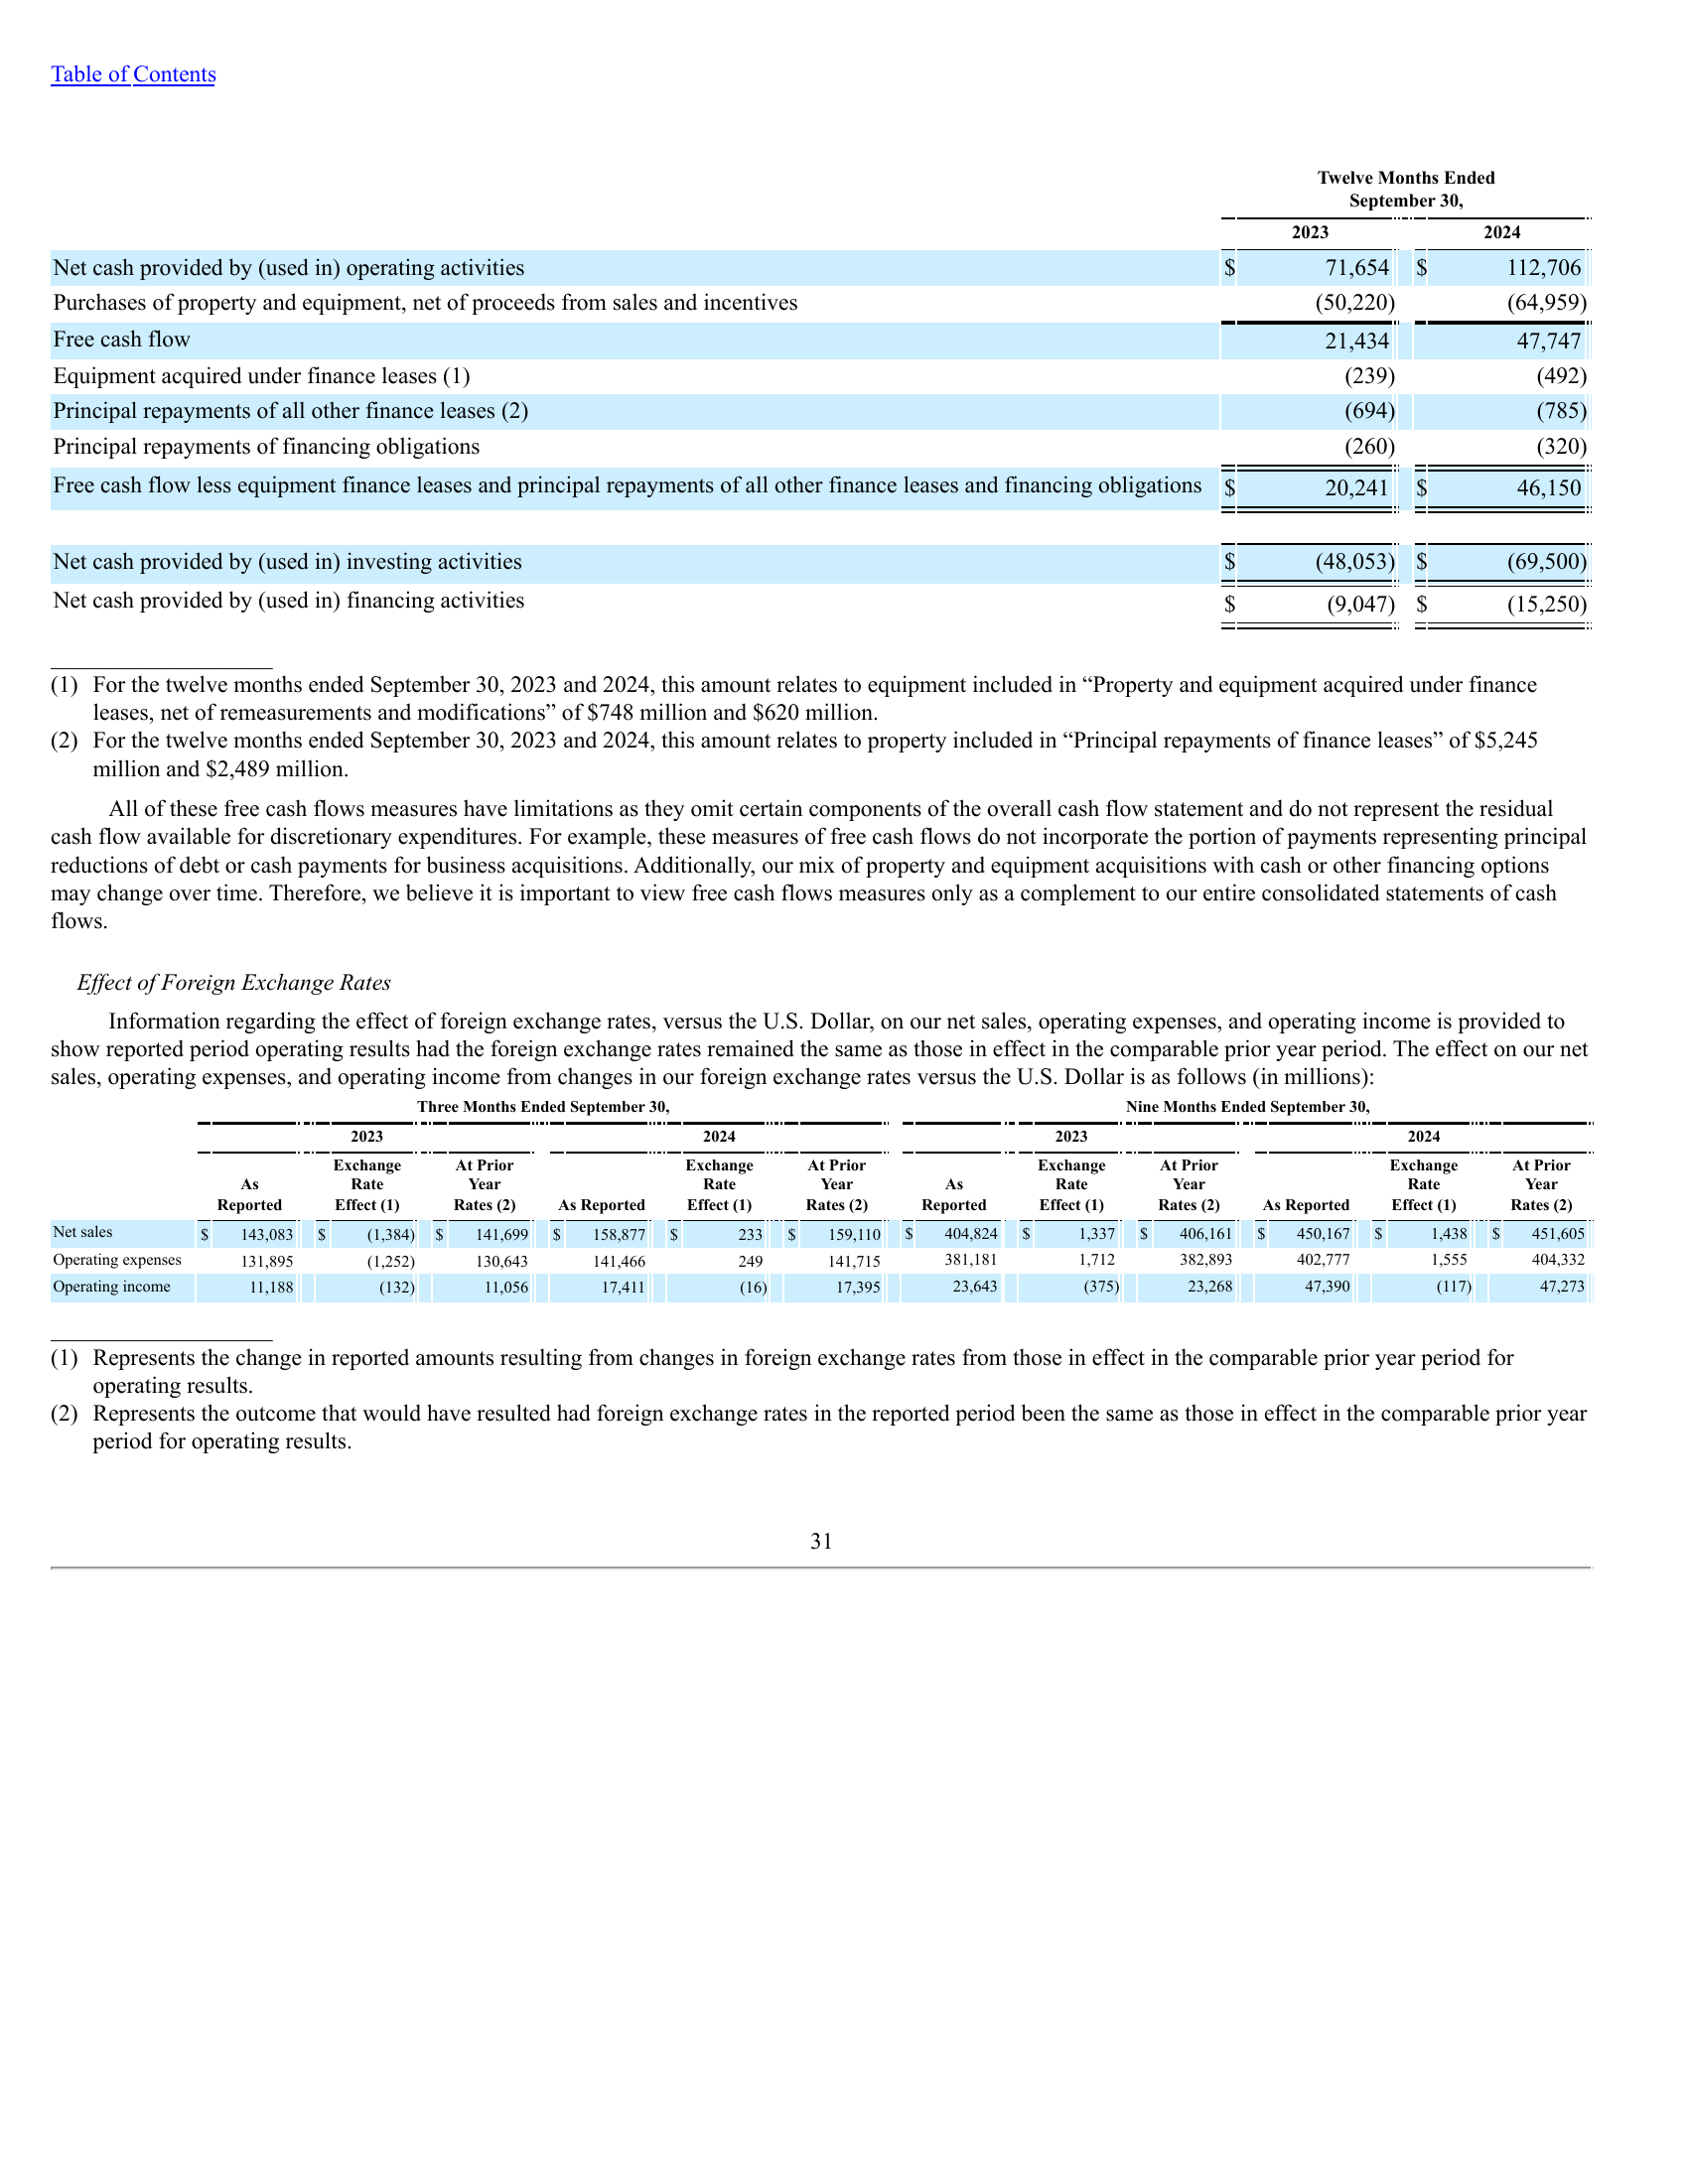 Table of Contents
Twelve Months Ended
September 30,
2023 2024
Net cash provided by (used in) operating activities $ 71,654 $ 112,706
Purchases of property and equipment, net of proceeds from sales and incentives (50,220) (64,959)
Free cash flow 21,434 47,747
Equipment acquired under finance leases (1) (239) (492)
Principal repayments of all other finance leases (2) (694) (785)
Principal repayments of financing obligations (260) (320)
Free cash flow less equipment finance leases and principal repayments of all other finance leases and financing obligations $ 20,241 $ 46,150
Net cash provided by (used in) investing activities $ (48,053) $ (69,500)
Net cash provided by (used in) financing activities $ (9,047) $ (15,250)
(1) For the twelve months ended September 30, 2023 and 2024, this amount relates to equipment included in “Property and equipment acquired under finance
leases, net of remeasurements and modifications” of $748 million and $620 million.
(2) For the twelve months ended September 30, 2023 and 2024, this amount relates to property included in “Principal repayments of finance leases” of $5,245
million and $2,489 million.
All of these free cash flows measures have limitations as they omit certain components of the overall cash flow statement and do not represent the residual
cash flow available for discretionary expenditures. For example, these measures of free cash flows do not incorporate the portion of payments representing principal
reductions of debt or cash payments for business acquisitions. Additionally, our mix of property and equipment acquisitions with cash or other financing options
may change over time. Therefore, we believe it is important to view free cash flows measures only as a complement to our entire consolidated statements of cash
flows.
Effect of Foreign Exchange Rates
Information regarding the effect of foreign exchange rates, versus the U.S. Dollar, on our net sales, operating expenses, and operating income is provided to
show reported period operating results had the foreign exchange rates remained the same as those in effect in the comparable prior year period. The effect on our net
sales, operating expenses, and operating income from changes in our foreign exchange rates versus the U.S. Dollar is as follows (in millions):
Three Months Ended September 30, Nine Months Ended September 30,
2023 2024 2023 2024
Exchange At Prior Exchange At Prior Exchange At Prior Exchange At Prior
As Rate Year Rate Year As Rate Year Rate Year
Reported Effect (1) Rates (2) As Reported Effect (1) Rates (2) Reported Effect (1) Rates (2) As Reported Effect (1) Rates (2)
Net sales $ 143,083 $ (1,384) $ 141,699 $ 158,877 $ 233 $ 159,110 $ 404,824 $ 1,337 $ 406,161 $ 450,167 $ 1,438 $ 451,605
Operating expenses 131,895 (1,252) 130,643 141,466 249 141,715 381,181 1,712 382,893 402,777 1,555 404,332
Operating income 11,188 (132) 11,056 17,411 (16) 17,395 23,643 (375) 23,268 47,390 (117) 47,273
(1) Represents the change in reported amounts resulting from changes in foreign exchange rates from those in effect in the comparable prior year period for
operating results.
(2) Represents the outcome that would have resulted had foreign exchange rates in the reported period been the same as those in effect in the comparable prior year
period for operating results.
31